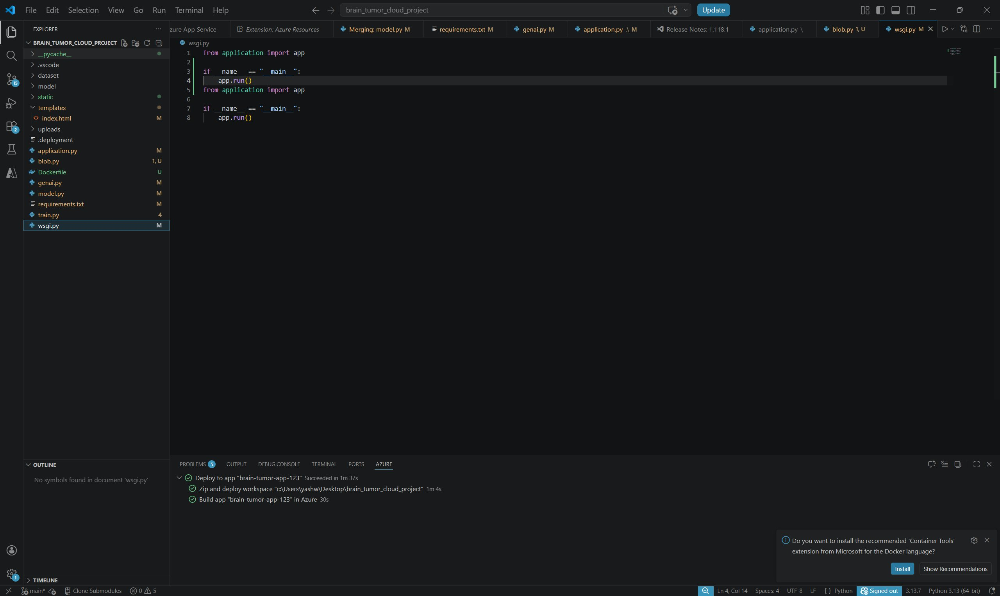 File Edit Selection View Go Run Terminal Help
brain_tumor_cloud_project
Update
EXPLORER
zure App Service
Extension: Azure Resources
Merging: model.py M
requirements.txt M
genai.py M
application.py .\ M
Release Notes: 1.118.1
application.py \
blob.py 1, U
wsgi.py M
BRAIN_TUMOR_CLOUD_PROJECT
__pycache__
.vscode
dataset
model
static
templates
index.html M
uploads
.deployment
application.py M
blob.py 1, U
Dockerfile U
genai.py M
model.py M
requirements.txt M
train.py 4
wsgi.py M
15
2
wsgi.py
1 from application import app
2
3 if __name__ == "__main__":
4 app.run()
5 from application import app
6
7 if __name__ == "__main__":
8 app.run()
OUTLINE
No symbols found in document 'wsgi.py'
TIMELINE
1
PROBLEMS 5 OUTPUT DEBUG CONSOLE TERMINAL PORTS AZURE
Deploy to app "brain-tumor-app-123" Succeeded in 1m 37s
Zip and deploy workspace "c:\Users\yashw\Desktop\brain_tumor_cloud_project" 1m 4s
Build app "brain-tumor-app-123" in Azure 30s
Do you want to install the recommended 'Container Tools'
extension from Microsoft for the Docker language?
Install
Show Recommendations
main* Clone Submodules 0 5
Ln 4, Col 14 Spaces: 4 UTF-8 LF { } Python Signed out 3.13.7 Python 3.13 (64-bit)